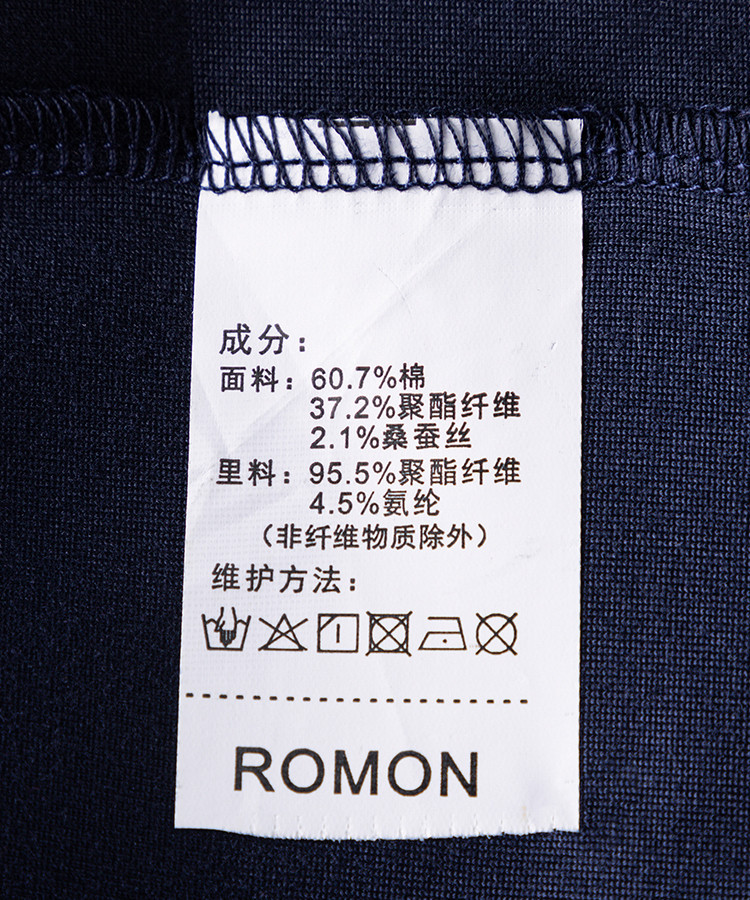 成分：
面料：60.7%棉
37.2%聚酯纤维
2.1%桑蚕丝
里料：95.5%聚酯纤维
4.5%氨纶
（非纤维物质除外）
维护方法：
ROMON